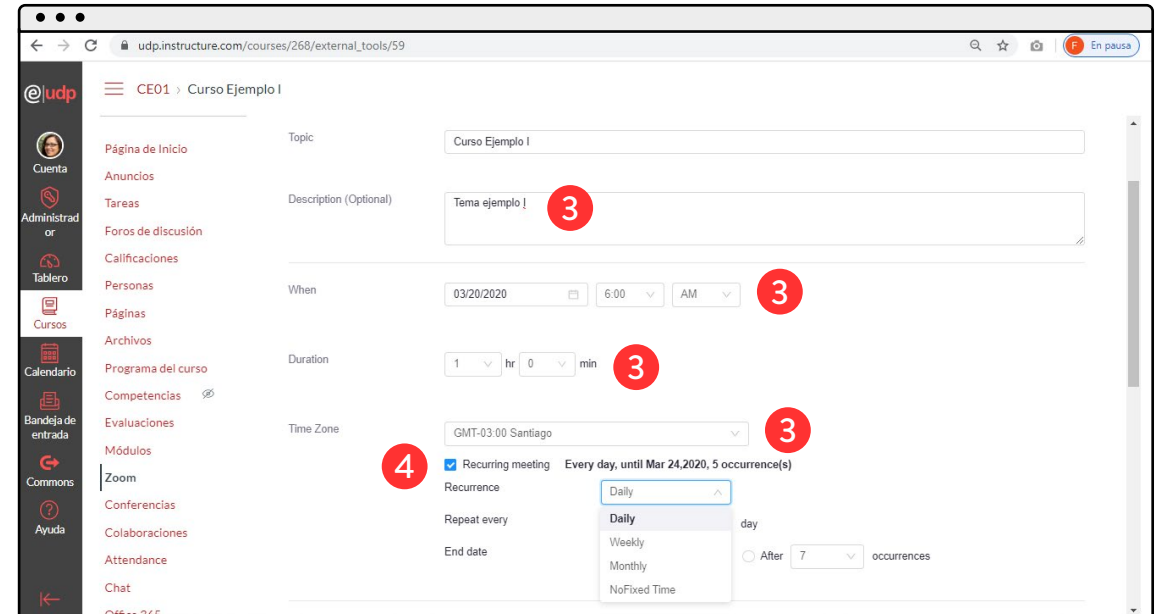 udp.instructure.com/courses/268/external_tools/59
F En pausa
e|udp
CE01 › Curso Ejemplo I
Cuenta
Administrad
or
Tablero
Cursos
Calendario
Bandeja de
entrada
Commons
Ayuda
Página de Inicio
Anuncios
Tareas
Foros de discusión
Calificaciones
Personas
Páginas
Archivos
Programa del curso
Competencias
Evaluaciones
Módulos
Zoom
Conferencias
Colaboraciones
Attendance
Chat
Office 365
Topic
Curso Ejemplo I
Description (Optional)
Tema ejemplo I
3
When
03/20/2020 6:00 AM
3
Duration
1 hr 0 min
3
Time Zone
GMT-03:00 Santiago
3
4
Recurring meeting Every day, until Mar 24,2020, 5 occurrence(s)
Recurrence Daily
Repeat every Daily day
Weekly
End date After 7 occurrences
Monthly
NoFixed Time